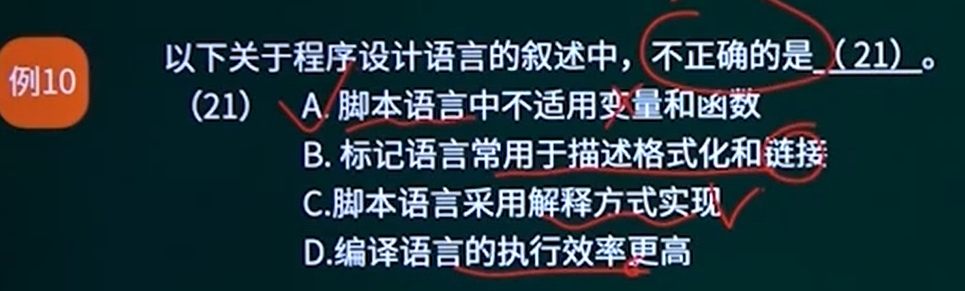 例10
以下关于程序设计语言的叙述中，不正确的是（21）。
（21） A. 脚本语言中不适用变量和函数
B. 标记语言常用于描述格式化和链接
C.脚本语言采用解释方式实现
D.编译语言的执行效率更高